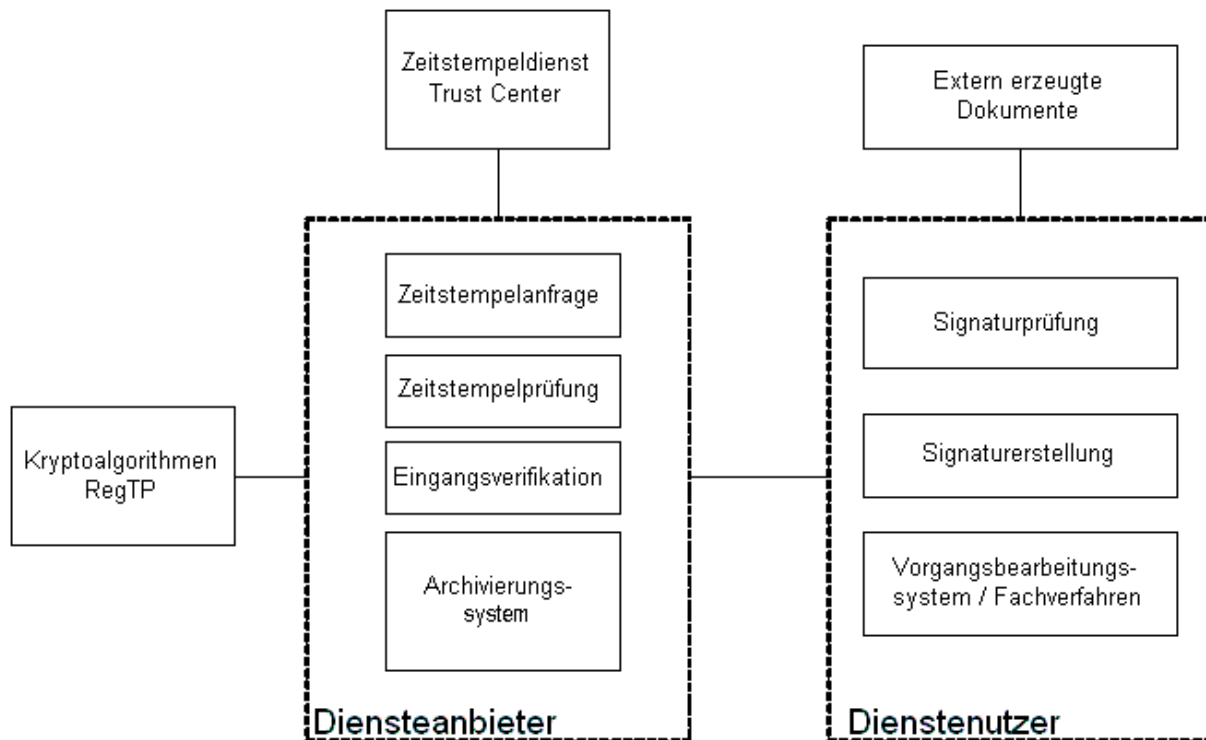 Zeitstempeldienst
Trust Center
Extern erzeugte
Dokumente
Zeitstempelanfrage
Zeitstempelprüfung
Eingangsverifikation
Archivierungs-
system
Diensteanbieter
Kryptoalgorithmen
RegTP
Signaturprüfung
Signaturerstellung
Vorgangsbearbeitungs-
system / Fachverfahren
Dienstenutzer